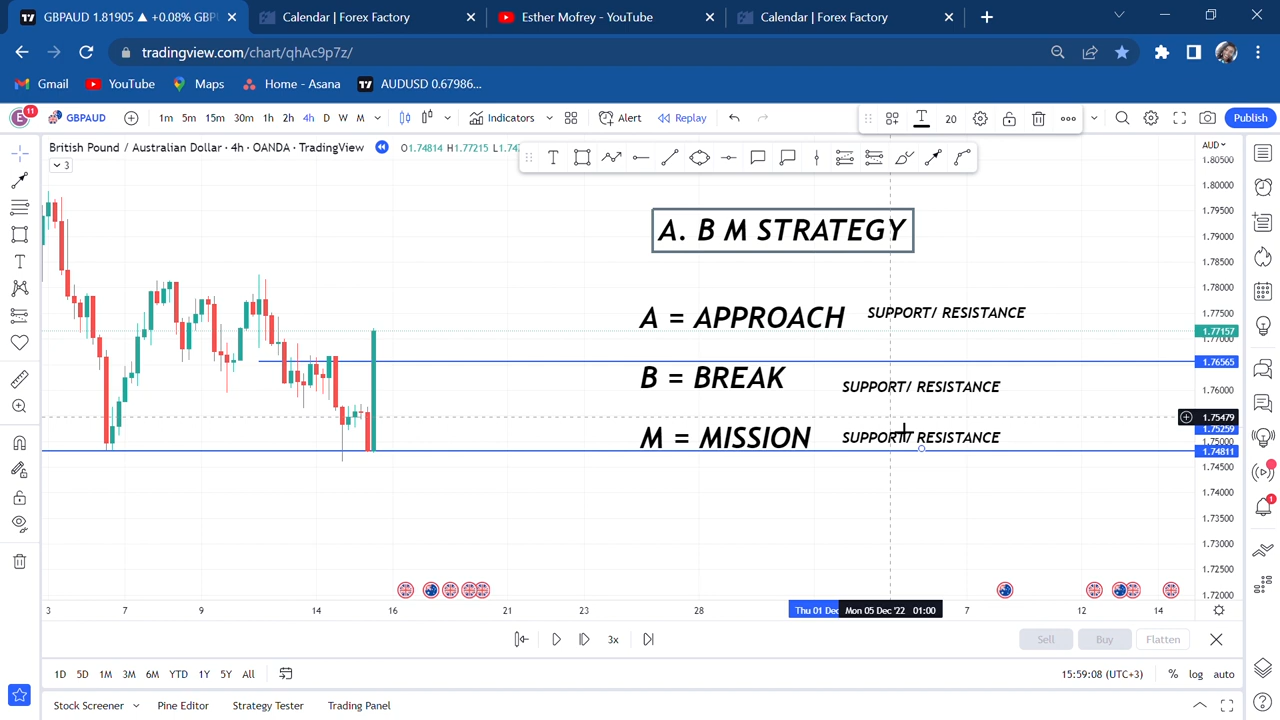 GBPAUD 1.81905 ▲ +0.08% GBP
Calendar | Forex Factory
Esther Mofrey - YouTube
Calendar | Forex Factory
tradingview.com/chart/qhAc9p7z/
Gmail
YouTube
Maps
Home - Asana
AUDUSD 0.67986...
E 11
GBPAUD
1m 5m 15m 30m 1h 2h 4h D W M
Indicators
Alert
Replay
T 20
Publish
British Pound / Australian Dollar · 4h · OANDA · TradingView
O1.74814 H1.77215
3
AUD
1.80500
1.80000
1.79500
1.79000
1.78500
1.78000
1.77500
1.77157
1.77000
1.76565
1.76000
1.75479
1.75259
1.75000
1.74811
1.74500
1.74000
1.73500
1.73000
1.72500
1.72000
A. B M STRATEGY
A = APPROACH SUPPORT/ RESISTANCE
B = BREAK SUPPORT/ RESISTANCE
M = MISSION SUPPORT/ RESISTANCE
3 7 9 14 16 21 23 28 Thu 01 Dec Mon 05 Dec '22 01:00 7 12 14
3x
Sell Buy Flatten
1D 5D 1M 3M 6M YTD 1Y 5Y All
15:59:08 (UTC+3) % log auto
Stock Screener Pine Editor Strategy Tester Trading Panel
1